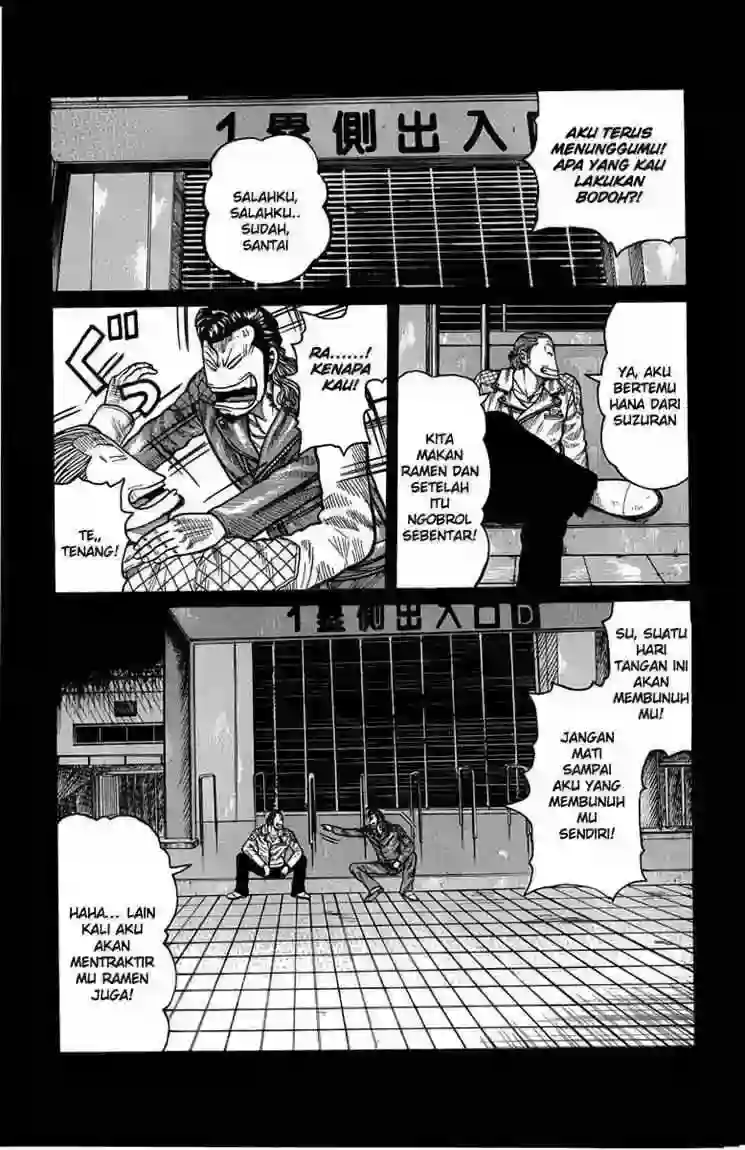 1塁側出入口
AKU TERUS
MENUNGGUMU!
APA YANG KAU
LAKUKAN
BODOH?!
SALAHKU,
SALAHKU..
SUDAH,
SANTAI
YA, AKU
BERTEMU
HANA DARI
SUZURAN
KITA
MAKAN
RAMEN DAN
SETELAH
ITU
NGOBROL
SEBENTAR!
RA......!
KENAPA
KAU!
TE,,
TENANG!
1塁側出入口D
SU, SUATU
HARI
TANGAN INI
AKAN
MEMBUNUH
MU!
JANGAN
MATI
SAMPAI
AKU YANG
MEMBUNUH
MU
SENDIRI!
HAHA... LAIN
KALI AKU
AKAN
MENTRAKTIR
MU RAMEN
JUGA!